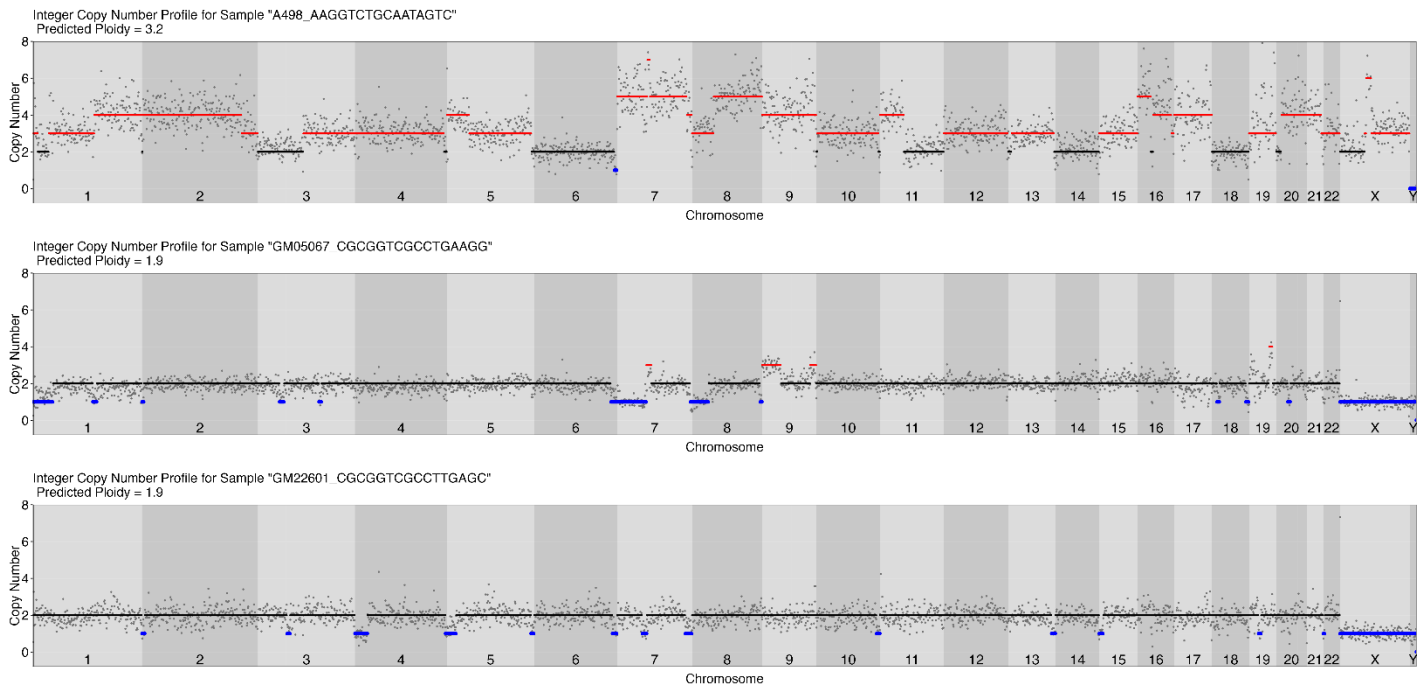 Integer Copy Number Profile for Sample "A498_AAGGTCTGCAATAGTC"
Predicted Ploidy = 3.2
Copy Number
8
6
4
2
0
1 2 3 4 5 6 7 8 9 10 11 12 13 14 15 16 17 18 19 20 21 22 X Y
Chromosome
Integer Copy Number Profile for Sample "GM05067_CGCGGTCGCCTGAAGG"
Predicted Ploidy = 1.9
Copy Number
8
6
4
2
0
1 2 3 4 5 6 7 8 9 10 11 12 13 14 15 16 17 18 19 20 21 22 X Y
Chromosome
Integer Copy Number Profile for Sample "GM22601_CGCGGTCGCCTTGAGC"
Predicted Ploidy = 1.9
Copy Number
8
6
4
2
0
1 2 3 4 5 6 7 8 9 10 11 12 13 14 15 16 17 18 19 20 21 22 X Y
Chromosome